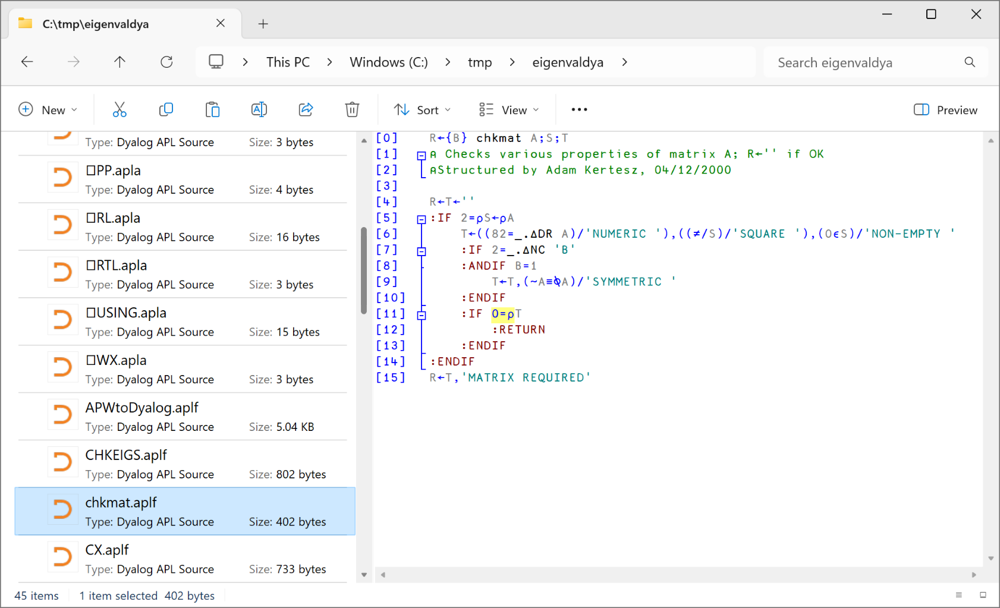 C:\tmp\eigenvaldya
This PC > Windows (C:) > tmp > eigenvaldya >
Search eigenvaldya
New
Sort
View
Preview
Type: Dyalog APL Source Size: 3 bytes
⎕PP.apla
Type: Dyalog APL Source Size: 4 bytes
⎕RL.apla
Type: Dyalog APL Source Size: 16 bytes
⎕RTL.apla
Type: Dyalog APL Source Size: 3 bytes
⎕USING.apla
Type: Dyalog APL Source Size: 15 bytes
⎕WX.apla
Type: Dyalog APL Source Size: 3 bytes
APWtoDyalog.aplf
Type: Dyalog APL Source Size: 5.04 KB
CHKEIGS.aplf
Type: Dyalog APL Source Size: 802 bytes
chkmat.aplf
Type: Dyalog APL Source Size: 402 bytes
CX.aplf
Type: Dyalog APL Source Size: 733 bytes
[0] R←{B} chkmat A;S;T
[1] ⍝ Checks various properties of matrix A; R←'' if OK
[2] ⍝Structured by Adam Kertesz, 04/12/2000
[3]
[4] R←T←''
[5] :IF 2=⍴S←⍴A
[6] T←((82=_.∆DR A)/'NUMERIC '),((≠/S)/'SQUARE '),(0∊S)/'NON-EMPTY '
[7] :IF 2=_.∆NC 'B'
[8] :ANDIF B=1
[9] T←T,(~A≡⍉A)/'SYMMETRIC '
[10] :ENDIF
[11] :IF 0=⍴T
[12] :RETURN
[13] :ENDIF
[14] :ENDIF
[15] R←T,'MATRIX REQUIRED'
45 items 1 item selected 402 bytes